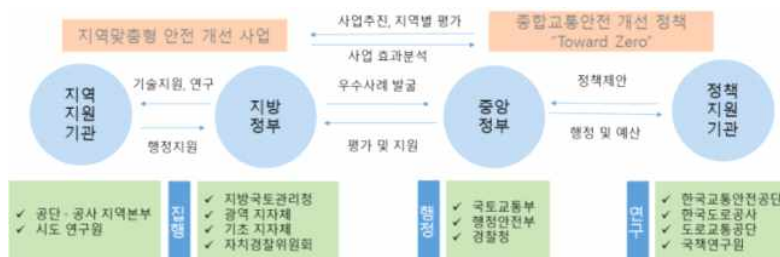 지역맞춤형 안전 개선 사업
사업추진, 지역별 평가
사업 효과분석
종합교통안전 개선 정책
"Toward Zero"
지역
지원
기관
기술지원, 연구
행정지원
지방
정부
우수사례 발굴
평가 및 지원
중앙
정부
정책제안
행정 및 예산
정책
지원
기관
✓ 공단 - 공사 지역본부
✓ 시도 연구원
집행
✓ 지방국토관리청
✓ 광역 지자체
✓ 기초 지자체
✓ 자치경찰위원회
행정
✓ 국토교통부
✓ 행정안전부
✓ 경찰청
연구
✓ 한국교통안전공단
✓ 한국도로공사
✓ 도로교통공단
✓ 국책연구원